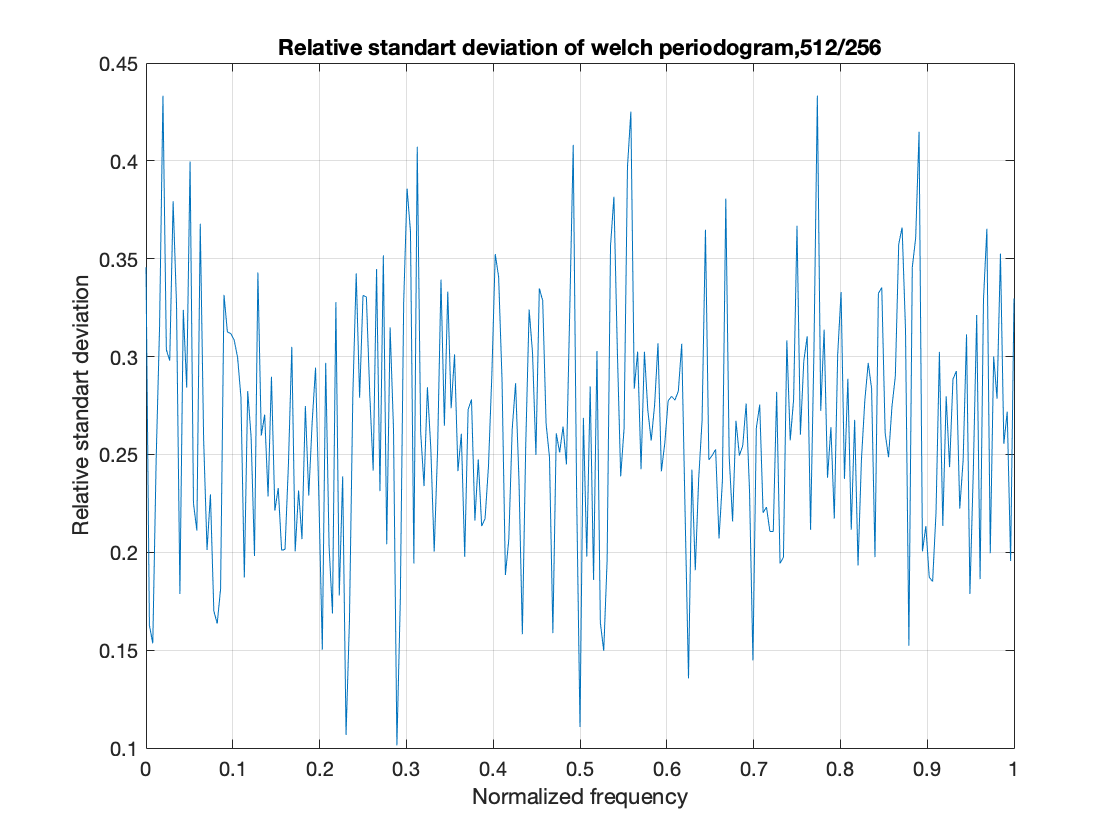 Relative standart deviation of welch periodogram,512/256
Relative standart deviation
0.45
0.4
0.35
0.3
0.25
0.2
0.15
0.1
0 0.1 0.2 0.3 0.4 0.5 0.6 0.7 0.8 0.9 1
Normalized frequency